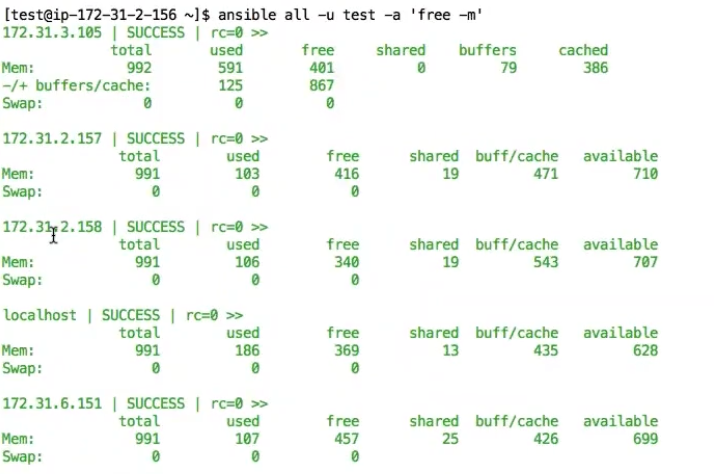 [test@ip-172-31-2-156 ~]$ ansible all -u test -a 'free -m'
172.31.3.105 | SUCCESS | rc=0 >>
             total       used       free     shared    buffers     cached
Mem:           992        591        401          0         79        386
-/+ buffers/cache:        125        867
Swap:            0          0          0
172.31.2.157 | SUCCESS | rc=0 >>
              total        used        free      shared  buff/cache   available
Mem:            991         103         416          19         471         710
Swap:             0           0           0
172.31.2.158 | SUCCESS | rc=0 >>
              total        used        free      shared  buff/cache   available
Mem:            991         106         340          19         543         707
Swap:             0           0           0
localhost | SUCCESS | rc=0 >>
              total        used        free      shared  buff/cache   available
Mem:            991         186         369          13         435         628
Swap:             0           0           0
172.31.6.151 | SUCCESS | rc=0 >>
              total        used        free      shared  buff/cache   available
Mem:            991         107         457          25         426         699
Swap:             0           0           0